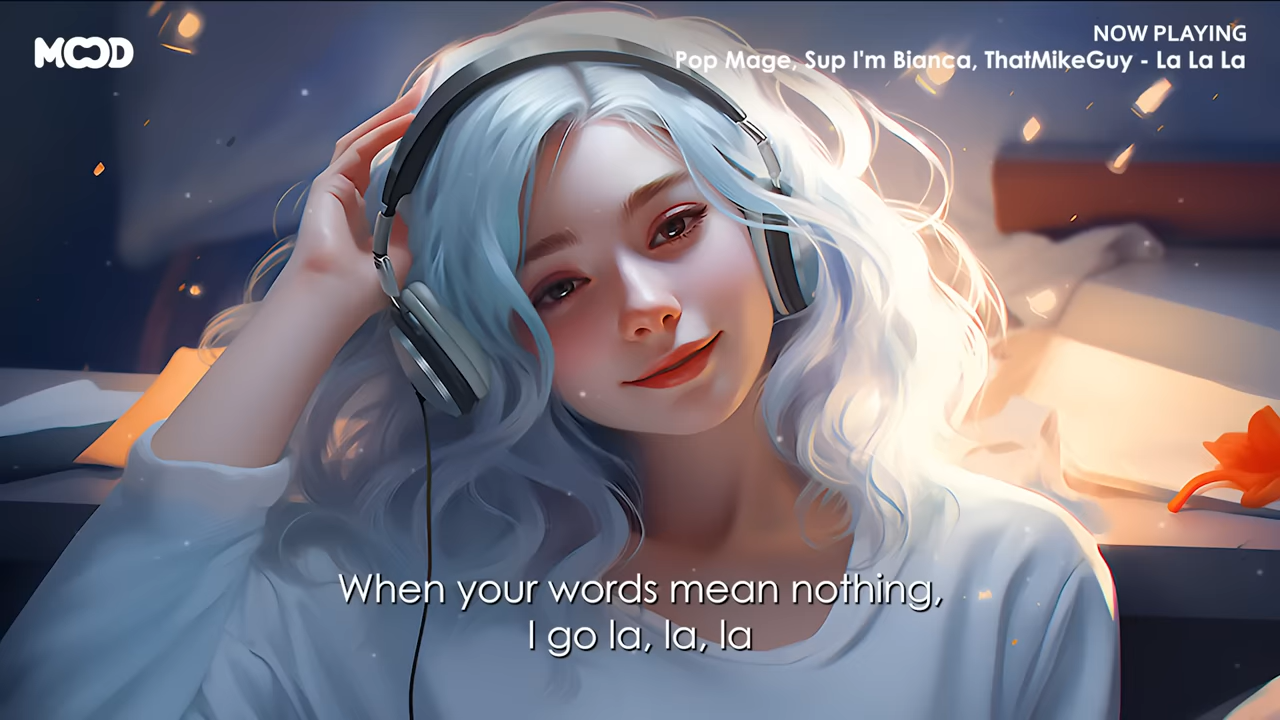 MOOD
NOW PLAYING
Pop Mage, Sup I'm Bianca, ThatMikeGuy - La La La
When your words mean nothing,
I go la, la, la